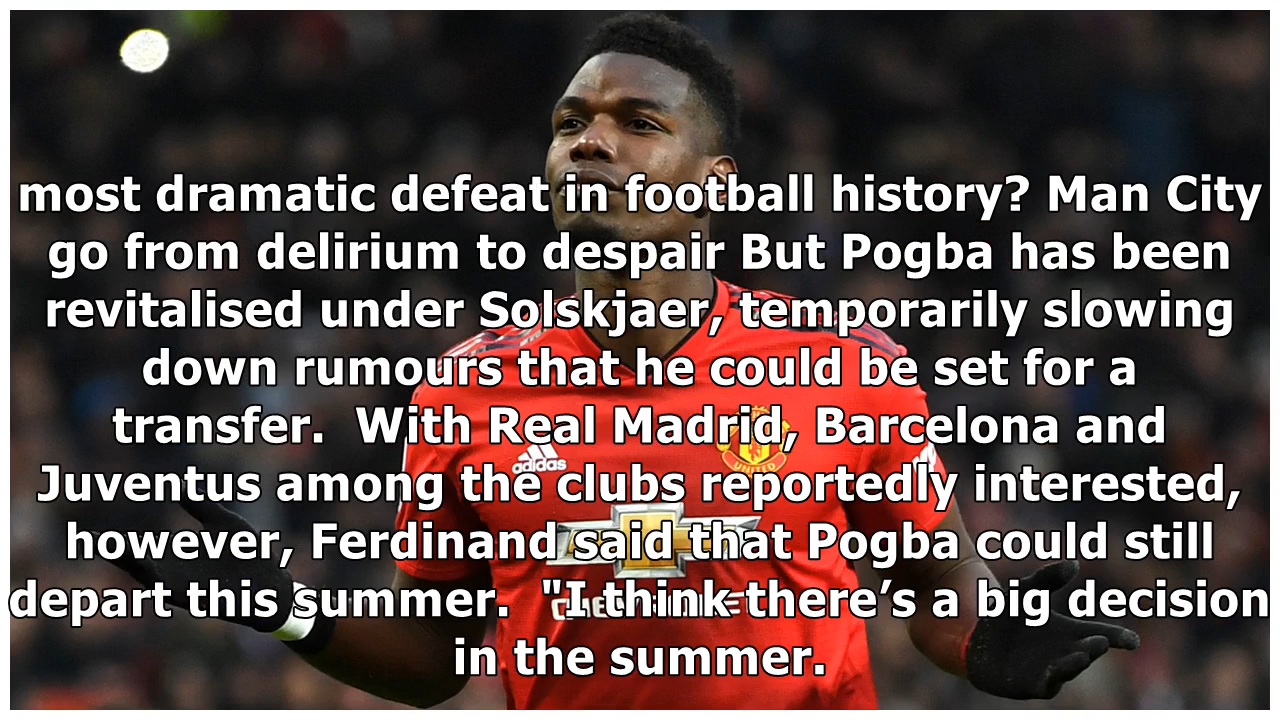 most dramatic defeat in football history? Man City
go from delirium to despair But Pogba has been
revitalised under Solskjaer, temporarily slowing
down rumours that he could be set for a
transfer.  With Real Madrid, Barcelona and
Juventus among the clubs reportedly interested,
however, Ferdinand said that Pogba could still
depart this summer.  "I think there’s a big decision
in the summer.
adidas
UNITED